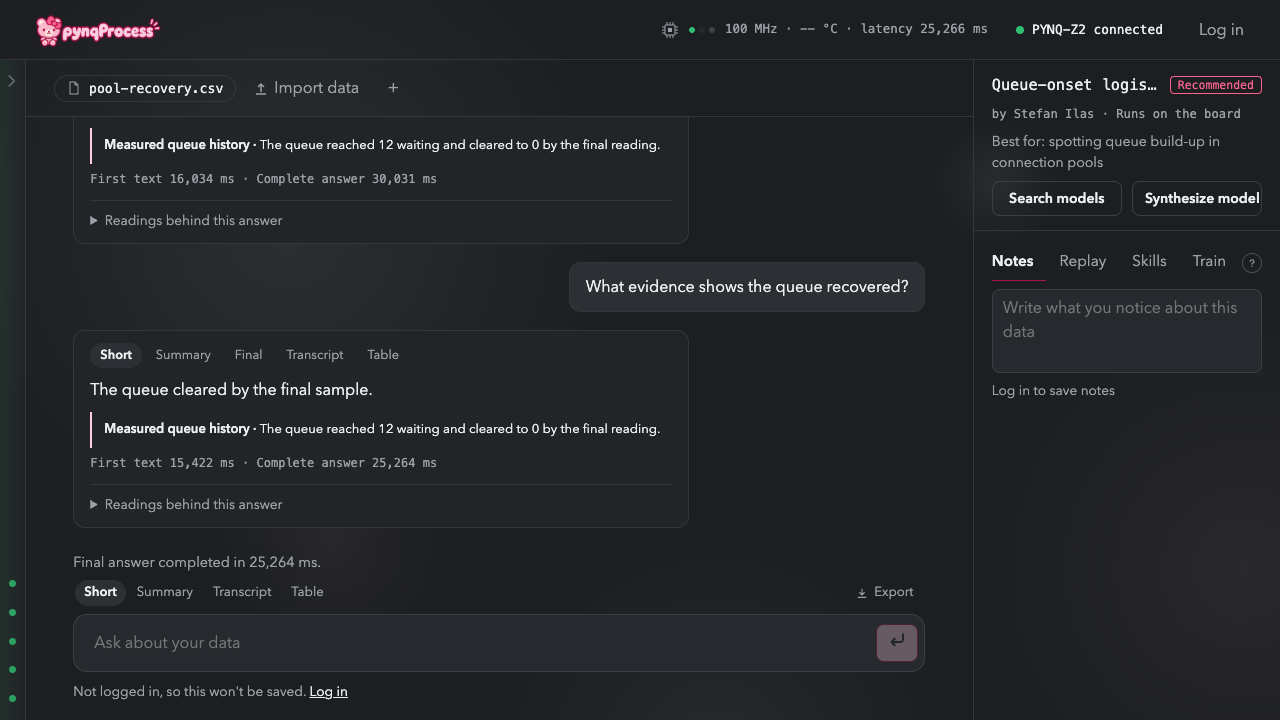 pynqProcess
100 MHz · –– °C · latency 25,266 ms
PYNQ-Z2 connected
Log in
pool-recovery.csv
Import data
+
Measured queue history · The queue reached 12 waiting and cleared to 0 by the final reading.
First text 16,034 ms · Complete answer 30,031 ms
Readings behind this answer
What evidence shows the queue recovered?
Short Summary Final Transcript Table
The queue cleared by the final sample.
Measured queue history · The queue reached 12 waiting and cleared to 0 by the final reading.
First text 15,422 ms · Complete answer 25,264 ms
Readings behind this answer
Final answer completed in 25,264 ms.
Short Summary Transcript Table
Export
Ask about your data
Not logged in, so this won't be saved. Log in
Queue-onset logis…
Recommended
by Stefan Ilas · Runs on the board
Best for: spotting queue build-up in
connection pools
Search models
Synthesize model
Notes Replay Skills Train ?
Write what you notice about this
data
Log in to save notes